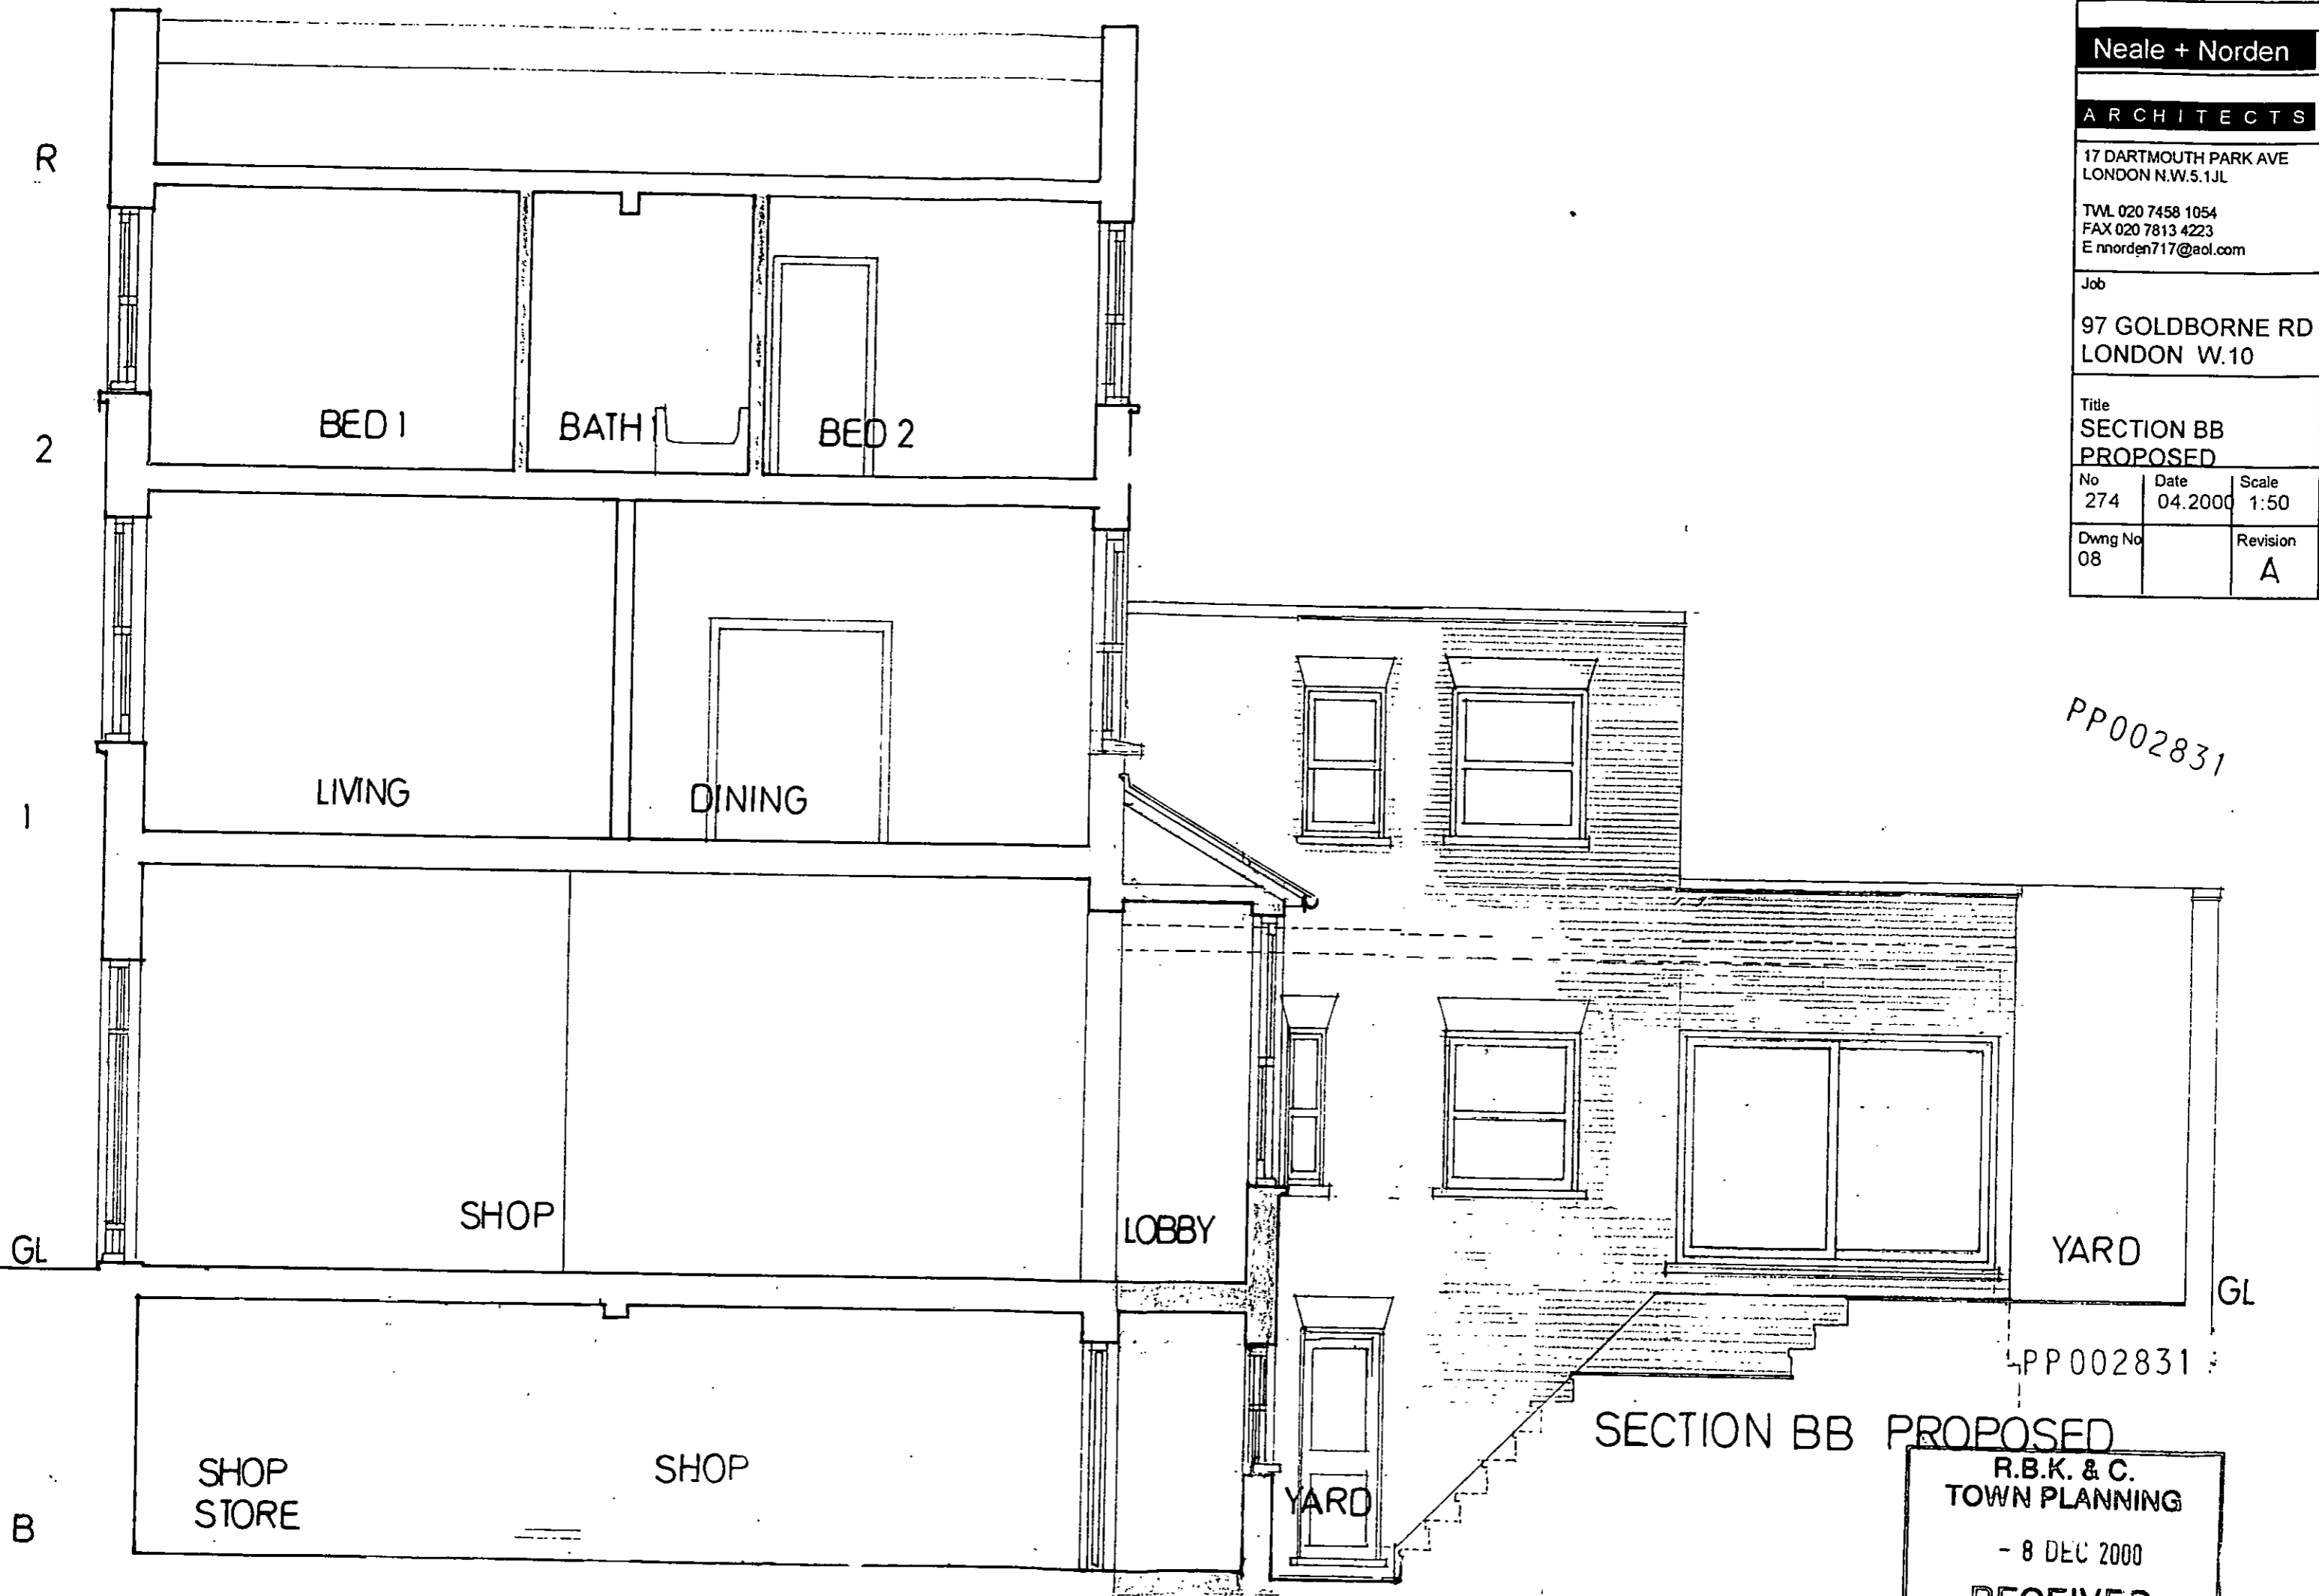 Neale + Norden
ARCHITECTS
17 DARTMOUTH PARK AVE
LONDON N.W.5.1JL
TWL 020 7458 1054
FAX 020 7813 4223
E nnorden717@aol.com
Job
97 GOLDBORNE RD
LONDON W.10
Title
SECTION BB
PROPOSED
No Date Scale
274 04.2000 1:50
Dwng No Revision
08 A
PP002831
R
2
BED 1 BATH 1 BED 2
1
LIVING DINING
GL
SHOP LOBBY YARD
GL
PP002831
SECTION BB PROPOSED
B
SHOP
STORE
SHOP
YARD
R.B.K. & C.
TOWN PLANNING
- 8 DEC 2000
RECEIVED